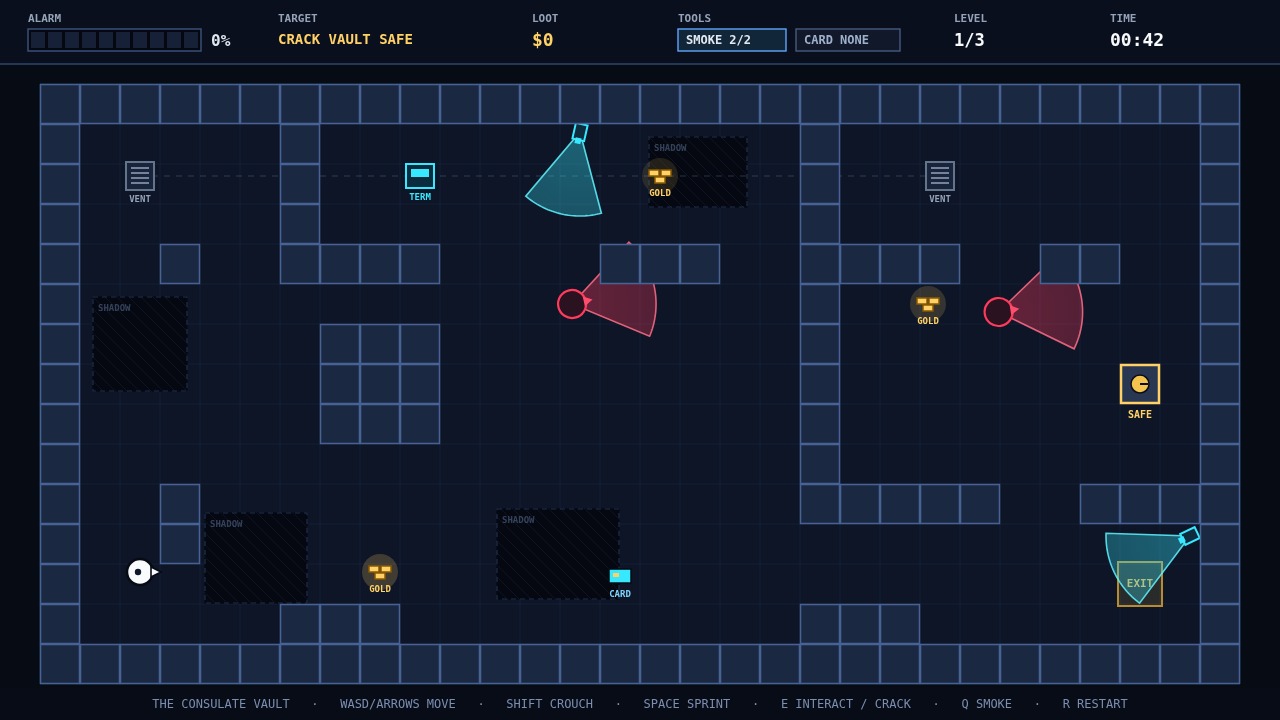 ALARM TARGET LOOT TOOLS LEVEL TIME
0% CRACK VAULT SAFE $0 SMOKE 2/2 CARD NONE 1/3 00:42
SHADOW
VENT TERM GOLD VENT
SHADOW
GOLD
SAFE
SHADOW SHADOW
GOLD CARD EXIT
THE CONSULATE VAULT · WASD/ARROWS MOVE · SHIFT CROUCH · SPACE SPRINT · E INTERACT / CRACK · Q SMOKE · R RESTART